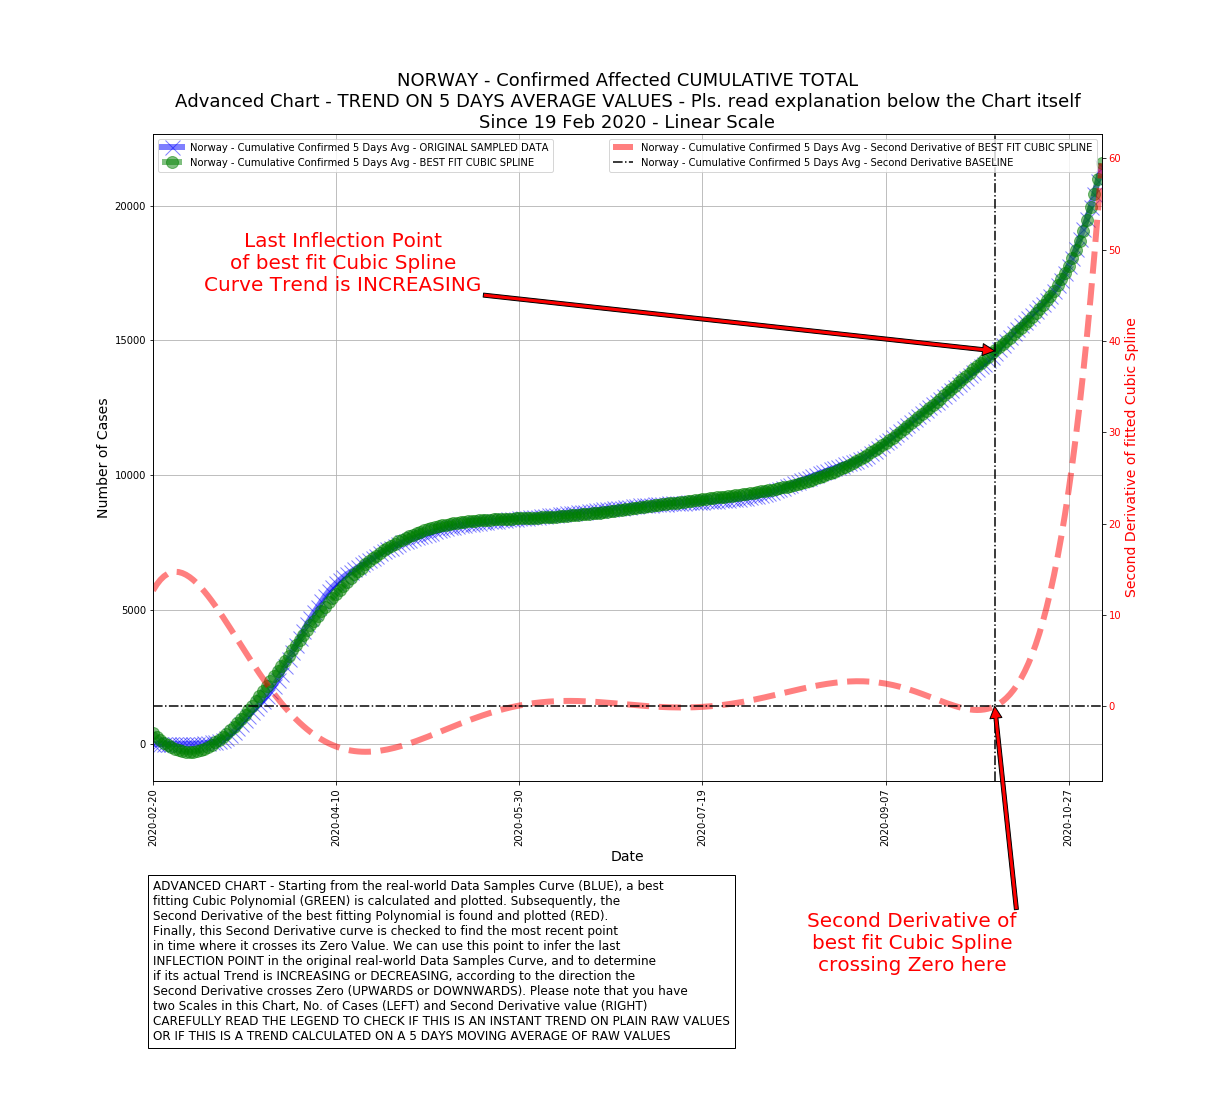 NORWAY - Confirmed Affected CUMULATIVE TOTAL
Advanced Chart - TREND ON 5 DAYS AVERAGE VALUES - Pls. read explanation below the Chart itself
Since 19 Feb 2020 - Linear Scale
Norway - Cumulative Confirmed 5 Days Avg - ORIGINAL SAMPLED DATA
Norway - Cumulative Confirmed 5 Days Avg - BEST FIT CUBIC SPLINE
Norway - Cumulative Confirmed 5 Days Avg - Second Derivative of BEST FIT CUBIC SPLINE
Norway - Cumulative Confirmed 5 Days Avg - Second Derivative BASELINE
Last Inflection Point
of best fit Cubic Spline
Curve Trend is INCREASING
Number of Cases
20000
15000
10000
5000
0
60
50
40
30
20
10
0
Second Derivative of fitted Cubic Spline
2020-02-20
2020-04-10
2020-05-30
2020-07-19
2020-09-07
2020-10-27
Date
Second Derivative of
best fit Cubic Spline
crossing Zero here
ADVANCED CHART - Starting from the real-world Data Samples Curve (BLUE), a best
fitting Cubic Polynomial (GREEN) is calculated and plotted. Subsequently, the
Second Derivative of the best fitting Polynomial is found and plotted (RED).
Finally, this Second Derivative curve is checked to find the most recent point
in time where it crosses its Zero Value. We can use this point to infer the last
INFLECTION POINT in the original real-world Data Samples Curve, and to determine
if its actual Trend is INCREASING or DECREASING, according to the direction the
Second Derivative crosses Zero (UPWARDS or DOWNWARDS). Please note that you have
two Scales in this Chart, No. of Cases (LEFT) and Second Derivative value (RIGHT)
CAREFULLY READ THE LEGEND TO CHECK IF THIS IS AN INSTANT TREND ON PLAIN RAW VALUES
OR IF THIS IS A TREND CALCULATED ON A 5 DAYS MOVING AVERAGE OF RAW VALUES